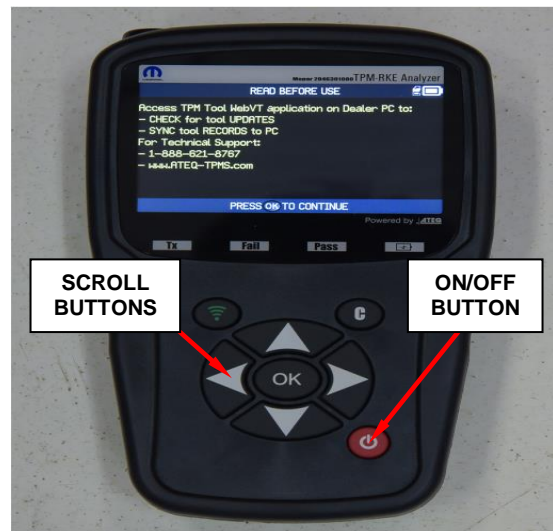 TPM-RKE Analyzer
READ BEFORE USE
Access TPM Tool WebVT application on Dealer PC to:
- CHECK for tool UPDATES
- SYNC tool RECORDS to PC
For Technical Support:
- 1-888-621-8767
- www.ATEQ-TPMS.com
PRESS OK TO CONTINUE
Powered by ATEQ
Tx Fail Pass
SCROLL
BUTTONS
ON/OFF
BUTTON
C
OK